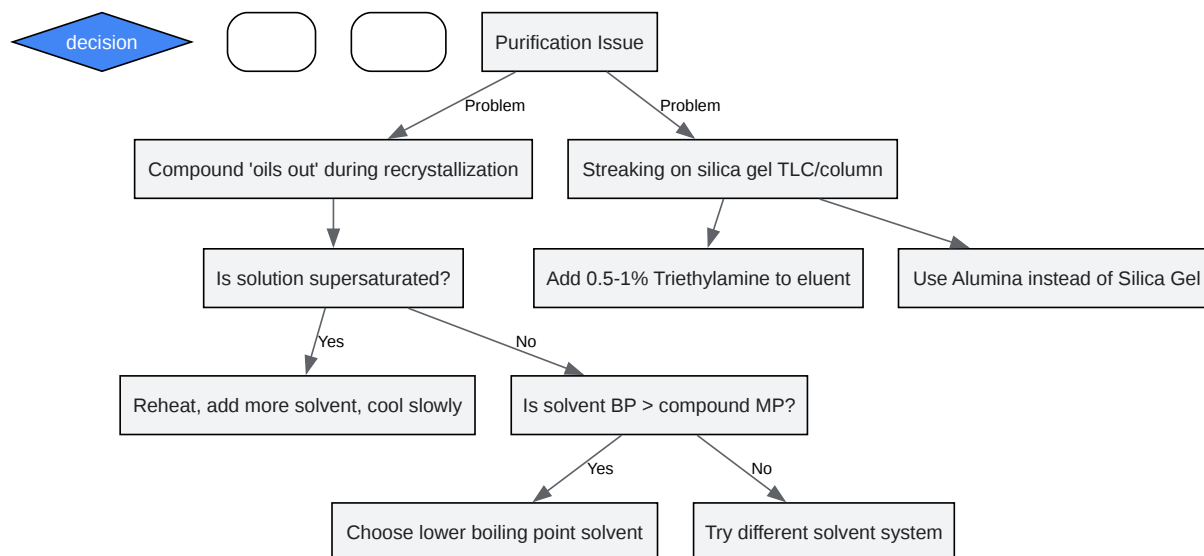 decision
Purification Issue
Problem
Problem
Compound 'oils out' during recrystallization
Streaking on silica gel TLC/column
Is solution supersaturated?
Add 0.5-1% Triethylamine to eluent
Use Alumina instead of Silica Gel
Yes
No
Reheat, add more solvent, cool slowly
Is solvent BP > compound MP?
Yes
No
Choose lower boiling point solvent
Try different solvent system